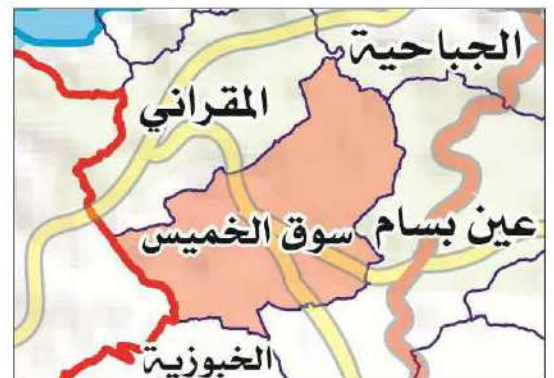 الجباحية
المقراني
سوق الخميس
عين بسام
الخبوزية